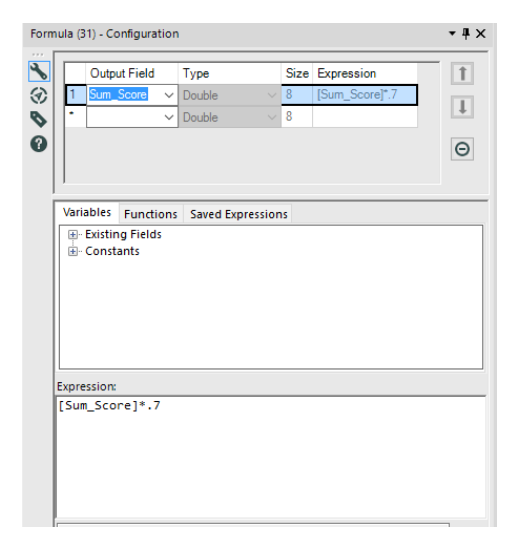 Formula (31) - Configuration
Output Field Type Size Expression
1 Sum_Score Double 8 [Sum_Score]*.7
* Double 8
Variables Functions Saved Expressions
Existing Fields
Constants
Expression:
[Sum_Score]*.7